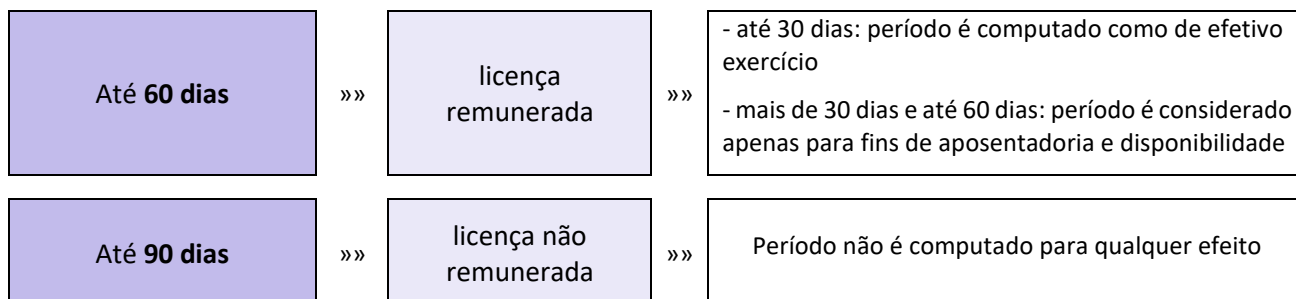 Até 60 dias
»»
licença
remunerada
»»
- até 30 dias: período é computado como de efetivo
exercício
- mais de 30 dias e até 60 dias: período é considerado
apenas para fins de aposentadoria e disponibilidade
Até 90 dias
»»
licença não
remunerada
»»
Período não é computado para qualquer efeito